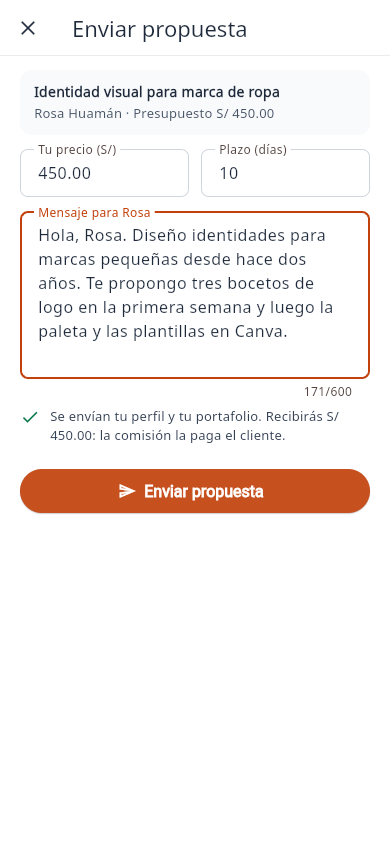 Enviar propuesta
Identidad visual para marca de ropa
Rosa Huamán · Presupuesto S/ 450.00
Tu precio (S/)
450.00
Plazo (días)
10
Mensaje para Rosa
Hola, Rosa. Diseño identidades para
marcas pequeñas desde hace dos
años. Te propongo tres bocetos de
logo en la primera semana y luego la
paleta y las plantillas en Canva.
171/600
Se envían tu perfil y tu portafolio. Recibirás S/
450.00: la comisión la paga el cliente.
Enviar propuesta